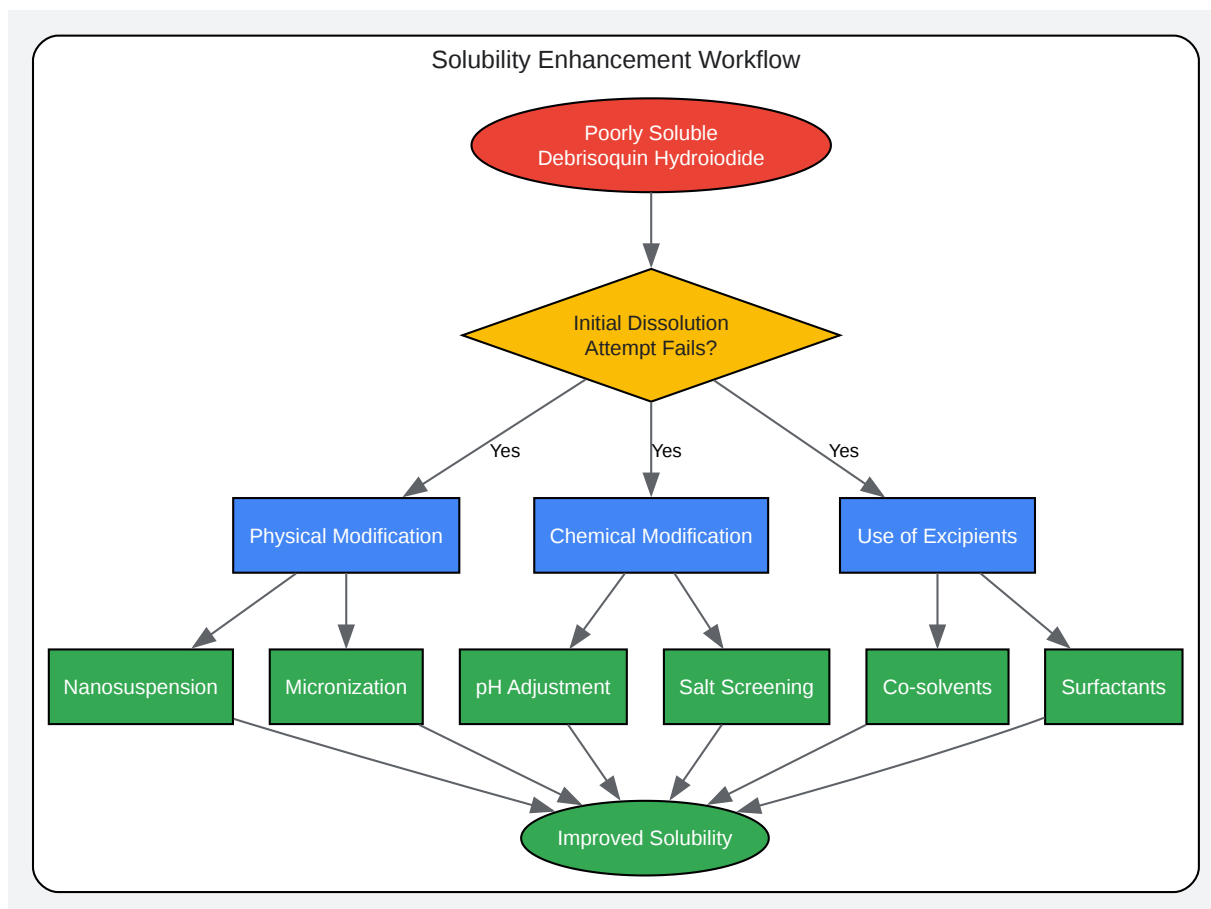 Solubility Enhancement Workflow
Poorly Soluble
Debrisoquin Hydroiodide
Initial Dissolution
Attempt Fails?
Yes
Yes
Yes
Physical Modification
Chemical Modification
Use of Excipients
Nanosuspension
Micronization
pH Adjustment
Salt Screening
Co-solvents
Surfactants
Improved Solubility